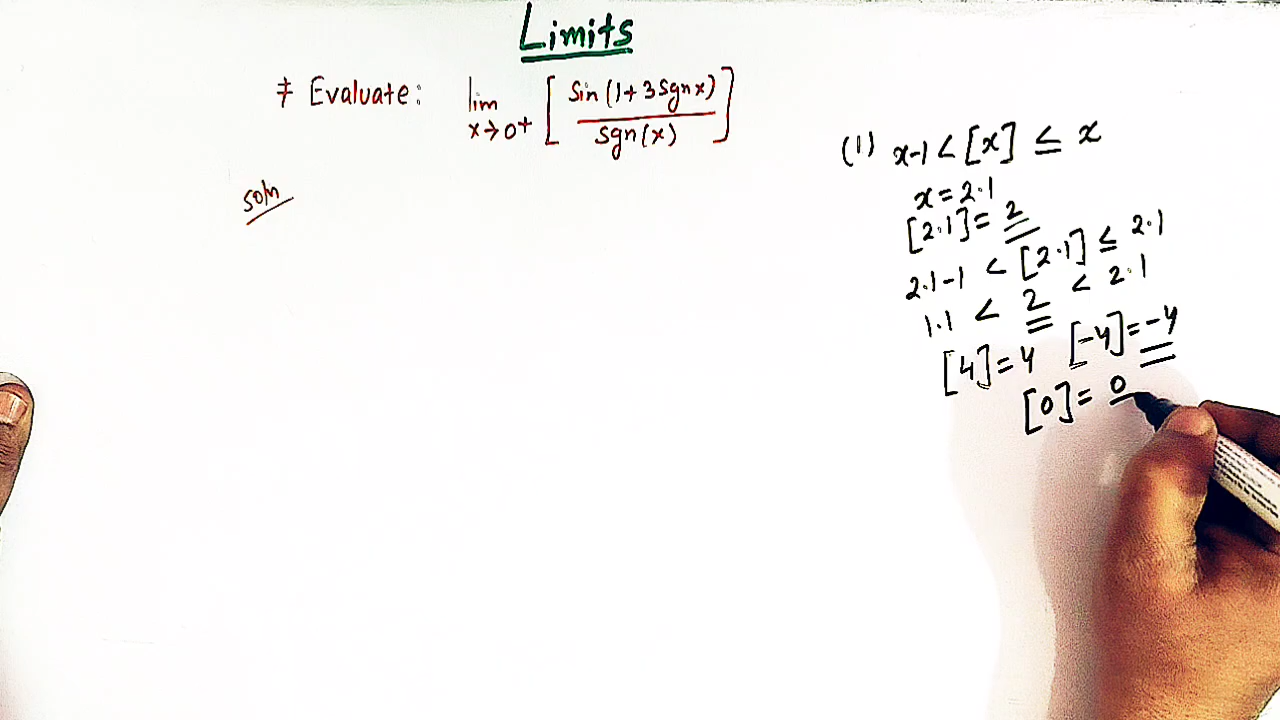 Limits
# Evaluate: lim x→0+ [ sin(1+3sgnx) / sgn(x) ]
soln
(1) x-1 < [x] ≤ x
x = 2.1
[2.1] = 2
2.1-1 < [2.1] ≤ 2.1
1.1 < 2 < 2.1
[4] = 4 [-4] = -4
[0] = 0